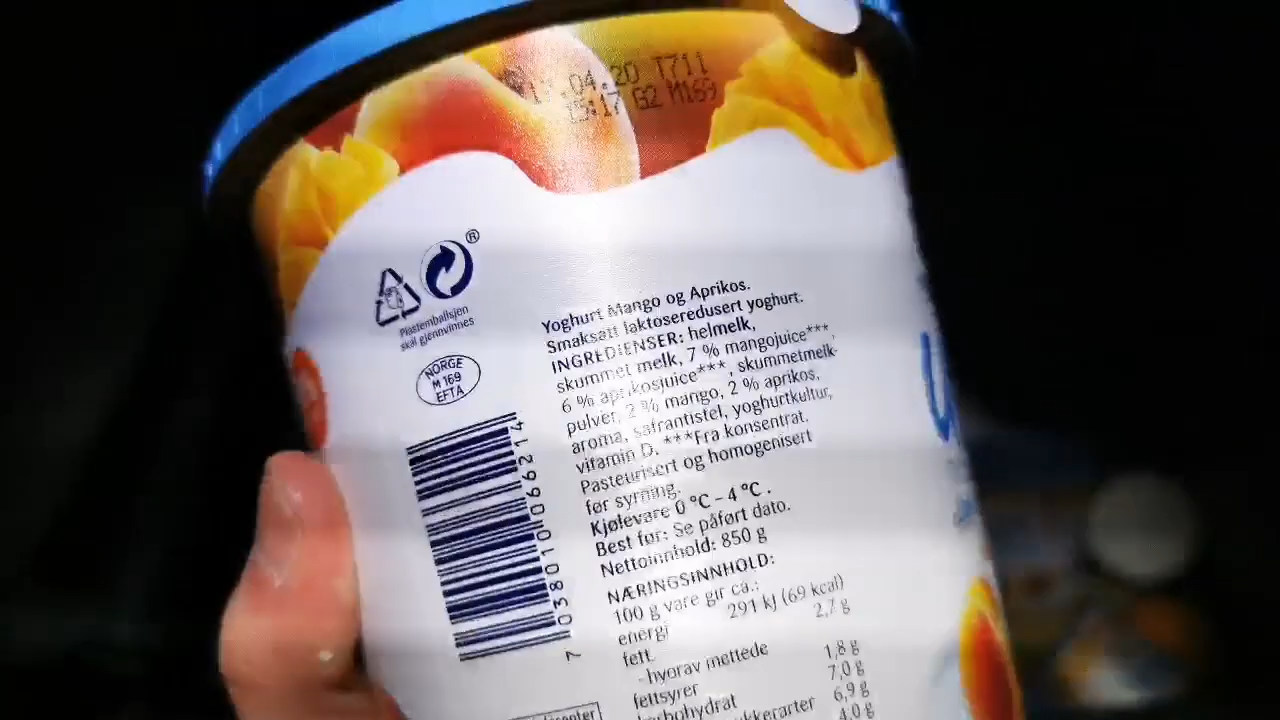 17.04.20 T711
15:17 G2 M169
®
Plastemballasjen
skal gjenvinnes
NORGE
M 169
EFTA
7 038010 066214
Yoghurt Mango og Aprikos.
Smaksatt laktoseredusert yoghurt.
INGREDIENSER: helmelk,
skummet melk, 7 % mangojuice***,
6 % aprikosjuice***, skummetmelk-
pulver, 2 % mango, 2 % aprikos,
aroma, safrantistel, yoghurtkultur,
vitamin D. ***Fra konsentrat.
Pasteurisert og homogenisert
før syrning.
Kjølevare 0 °C – 4 °C.
Best før: Se påført dato.
Nettoinnhold: 850 g
NÆRINGSINNHOLD:
100 g vare gir ca.:
energi 291 kJ (69 kcal)
fett 2,7 g
- hvorav mettede
fettsyrer 1,8 g
karbohydrat 7,0 g
6,9 g
4,0 g